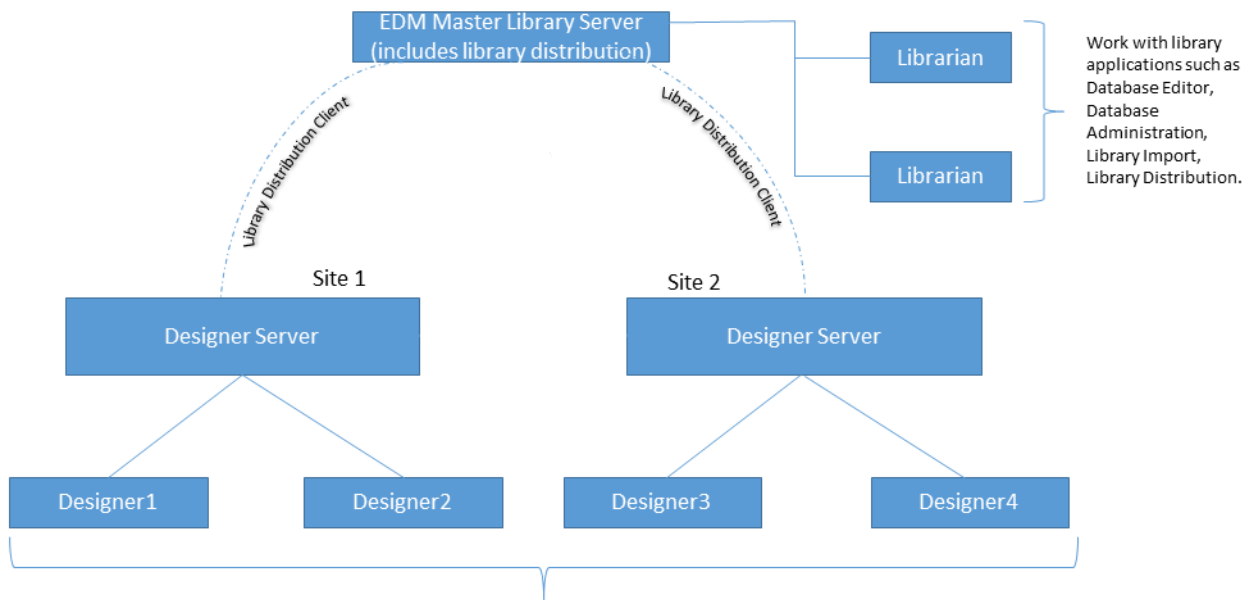 EDM Master Library Server
(includes library distribution)
Librarian
Librarian
Work with library
applications such as
Database Editor,
Database
Administration,
Library Import,
Library Distribution.
Library Distribution Client
Library Distribution Client
Site 1
Site 2
Designer Server
Designer Server
Designer1
Designer2
Designer3
Designer4